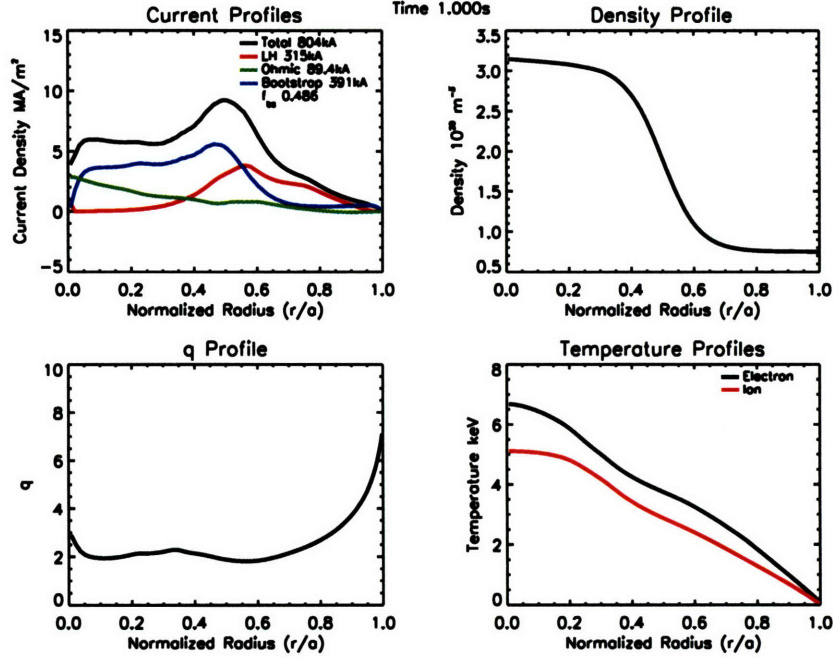 Time 1.000s
Current Profiles
Density Profile
Total 804kA
LH 315kA
Ohmic 89.4kA
Bootstrap 391kA
f_bs 0.486
Current Density MA/m²
15
10
5
0
-5
0.0 0.2 0.4 0.6 0.8 1.0
Normalized Radius (r/a)
Density 10²⁰ m⁻³
3.5
3.0
2.5
2.0
1.5
1.0
0.5
0.0 0.2 0.4 0.6 0.8 1.0
Normalized Radius (r/a)
q Profile
q
10
8
6
4
2
0
0.0 0.2 0.4 0.6 0.8 1.0
Normalized Radius (r/a)
Temperature Profiles
Electron
Ion
Temperature keV
8
6
4
2
0
0.0 0.2 0.4 0.6 0.8 1.0
Normalized Radius (r/a)